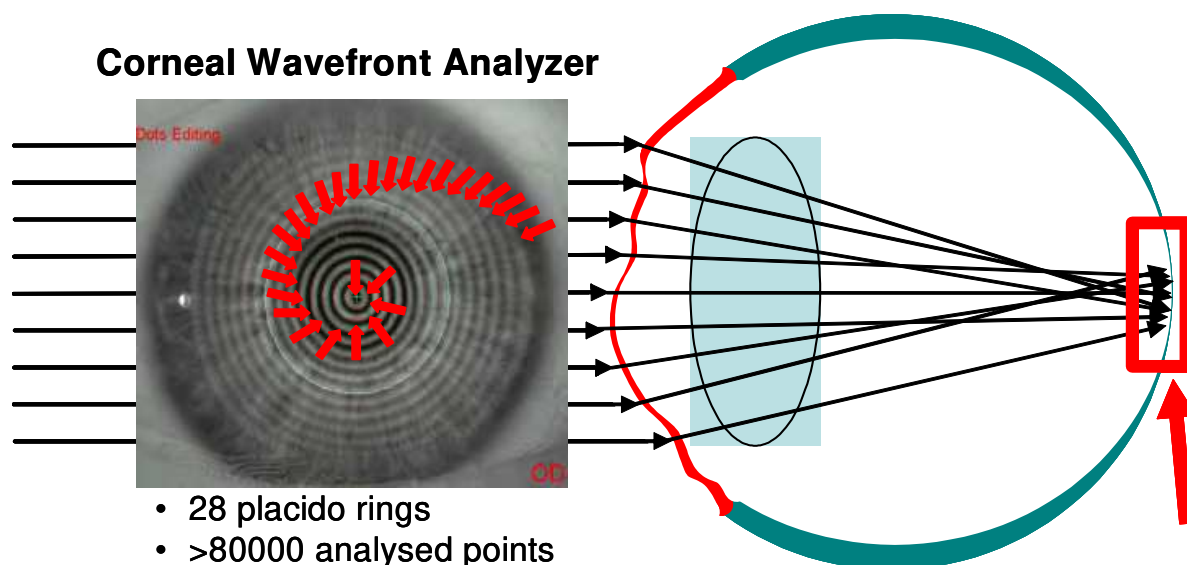 Corneal Wavefront Analyzer
Dots Editing
OD
• 28 placido rings
• >80000 analysed points